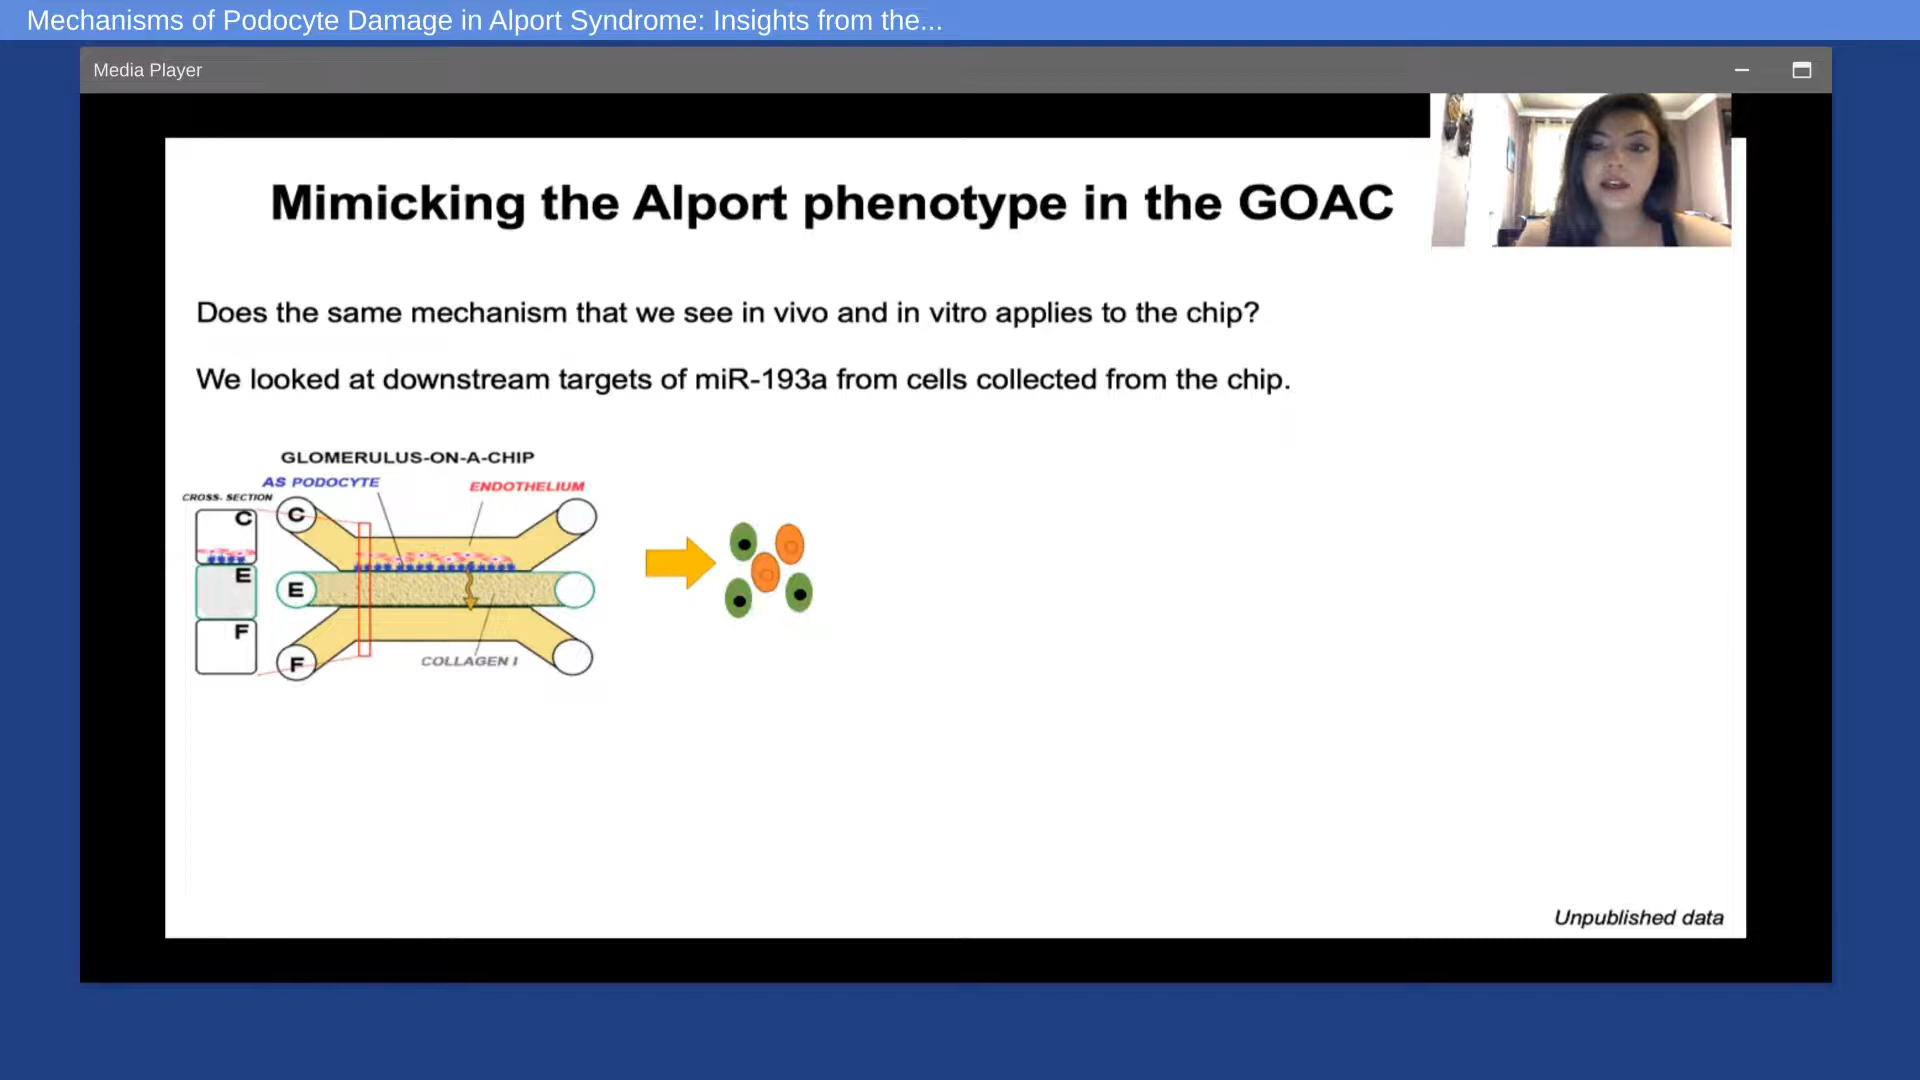 Mechanisms of Podocyte Damage in Alport Syndrome: Insights from the...
Media Player
Mimicking the Alport phenotype in the GOAC
Does the same mechanism that we see in vivo and in vitro applies to the chip?
We looked at downstream targets of miR-193a from cells collected from the chip.
GLOMERULUS-ON-A-CHIP
AS PODOCYTE
ENDOTHELIUM
CROSS- SECTION
C
C
E
E
F
F
COLLAGEN I
Unpublished data